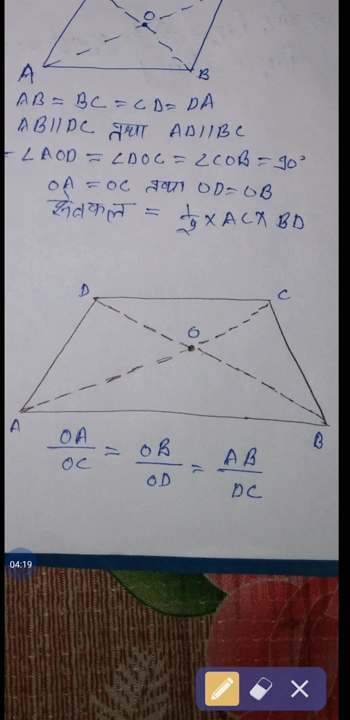 O
A B
AB = BC = CD = DA
AB || DC तथा AD || BC
∠AOD = ∠DOC = ∠COB = 90°
OA = OC तथा OD = OB
क्षेत्रफल = 1/2 × AC × BD
D C
O
A B
OA/OC = OB/OD = AB/DC
04:19